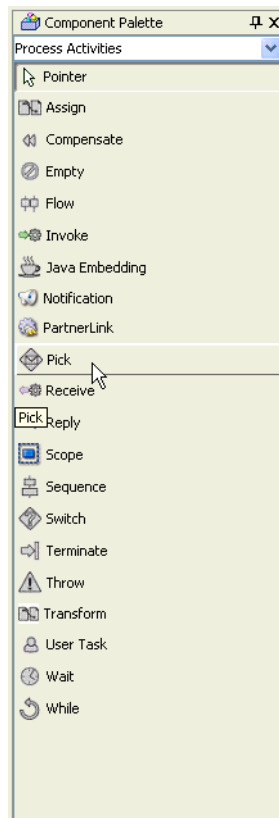 Component Palette
Process Activities
Pointer
Assign
Compensate
Empty
Flow
Invoke
Java Embedding
Notification
PartnerLink
Pick
Receive
Pick
Reply
Scope
Sequence
Switch
Terminate
Throw
Transform
User Task
Wait
While